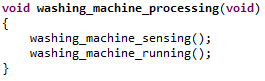 void washing_machine_processing(void)
{
    washing_machine_sensing();
    washing_machine_running();
}